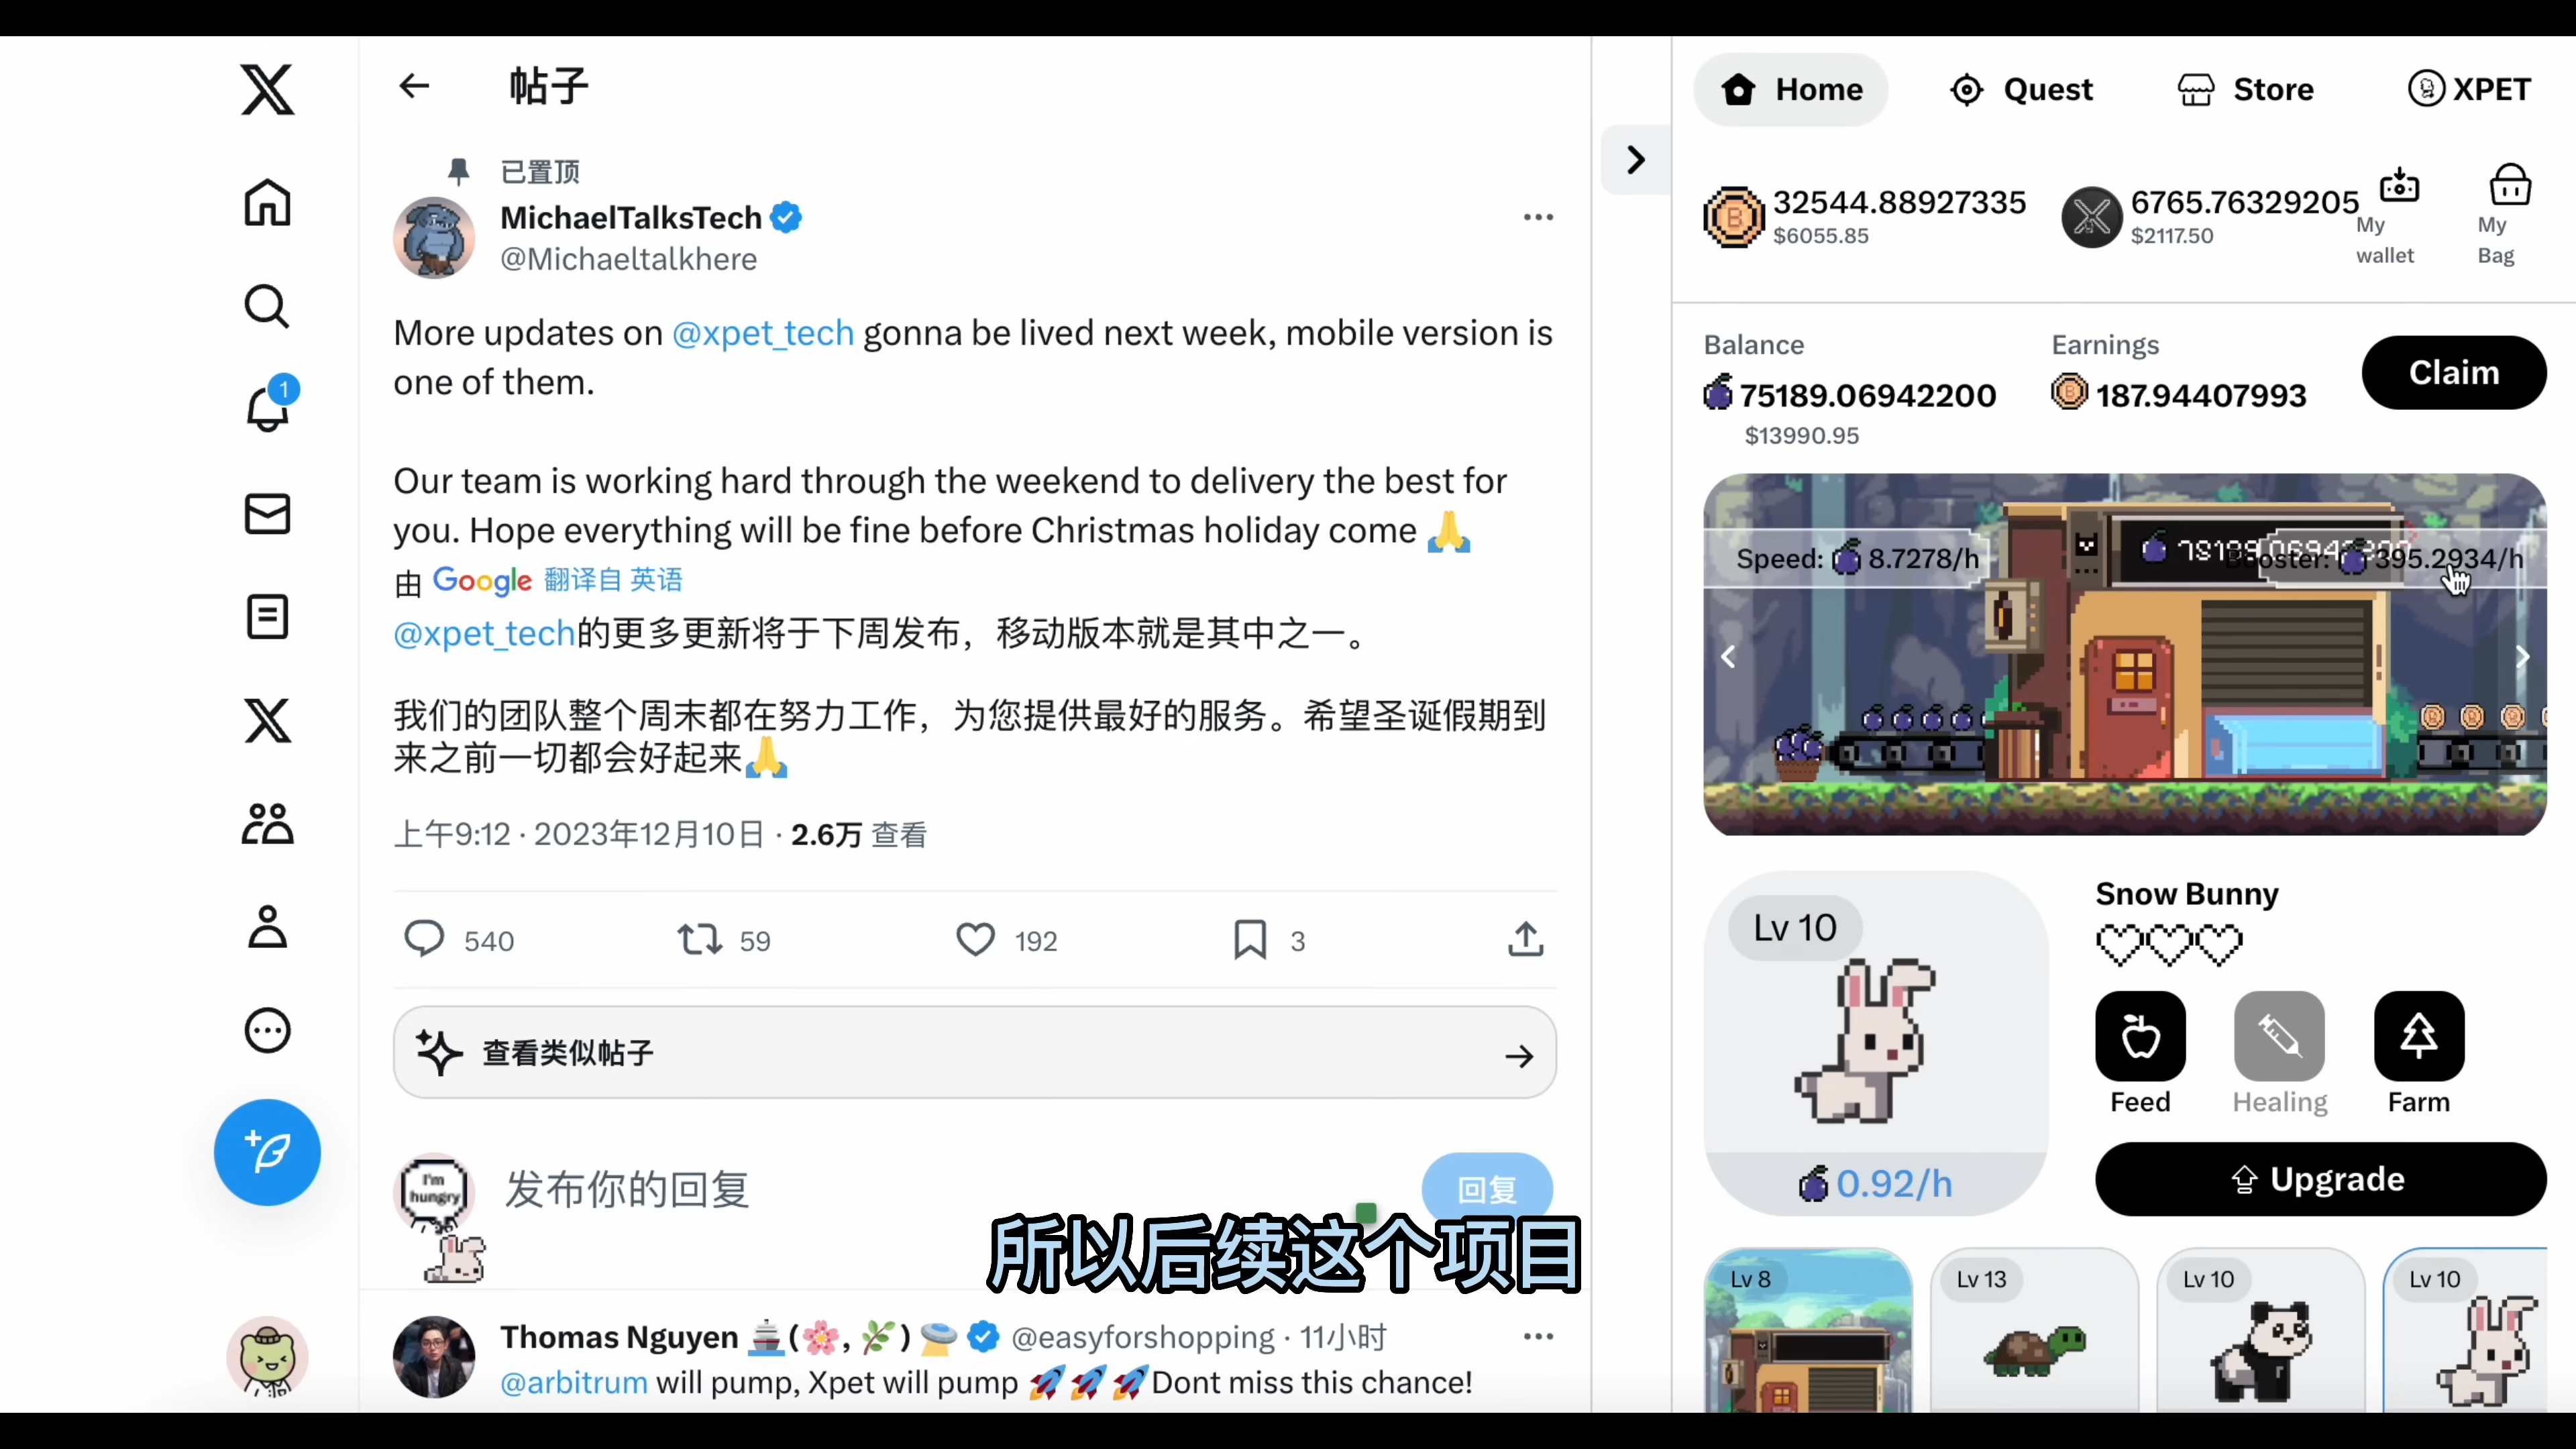 帖子
已置顶
MichaelTalksTech
@Michaeltalkhere
More updates on @xpet_tech gonna be lived next week, mobile version is
one of them.
Our team is working hard through the weekend to delivery the best for
you. Hope everything will be fine before Christmas holiday come 🙏
由 Google 翻译自 英语
@xpet_tech的更多更新将于下周发布，移动版本就是其中之一。
我们的团队整个周末都在努力工作，为您提供最好的服务。希望圣诞假期到
来之前一切都会好起来🙏
上午9:12 · 2023年12月10日 · 2.6万 查看
540 59 192 3
查看类似帖子
I'm
hungry
发布你的回复
回复
所以后续这个项目
Thomas Nguyen 🚢(🌸, 🌿) 🛸 @easyforshopping · 11小时
@arbitrum will pump, Xpet will pump 🚀🚀🚀Dont miss this chance!
1
Home Quest Store XPET
32544.88927335
$6055.85
6765.76329205
$2117.50
My
wallet
My
Bag
Balance
75189.06942200
$13990.95
Earnings
187.94407993
Claim
Speed: 8.7278/h
Booster: 395.2934/h
Lv 10
0.92/h
Snow Bunny
Feed Healing Farm
Upgrade
Lv 8 Lv 13 Lv 10 Lv 10